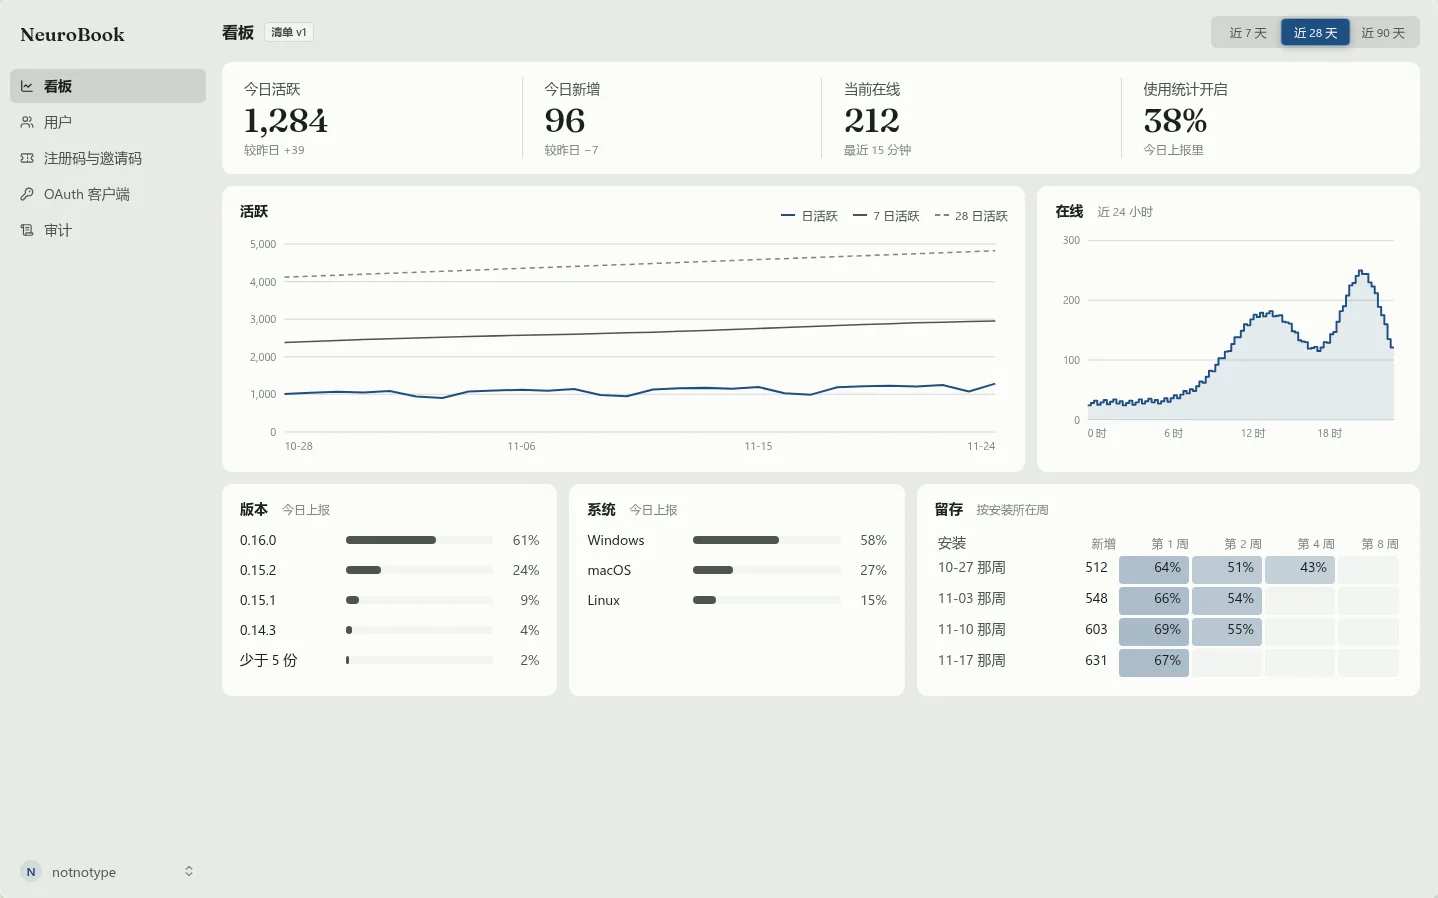 NeuroBook
看板
用户
注册码与邀请码
OAuth 客户端
审计
N notnotype
看板 清单 v1
近 7 天 近 28 天 近 90 天
今日活跃
1,284
较昨日 +39
今日新增
96
较昨日 −7
当前在线
212
最近 15 分钟
使用统计开启
38%
今日上报里
活跃
日活跃 7 日活跃 28 日活跃
5,000
4,000
3,000
2,000
1,000
0
10-28 11-06 11-15 11-24
在线 近 24 小时
300
200
100
0
0 时 6 时 12 时 18 时
版本 今日上报
0.16.0 61%
0.15.2 24%
0.15.1 9%
0.14.3 4%
少于 5 份 2%
系统 今日上报
Windows 58%
macOS 27%
Linux 15%
留存 按安装所在周
安装 新增 第 1 周 第 2 周 第 4 周 第 8 周
10-27 那周 512 64% 51% 43%
11-03 那周 548 66% 54%
11-10 那周 603 69% 55%
11-17 那周 631 67%